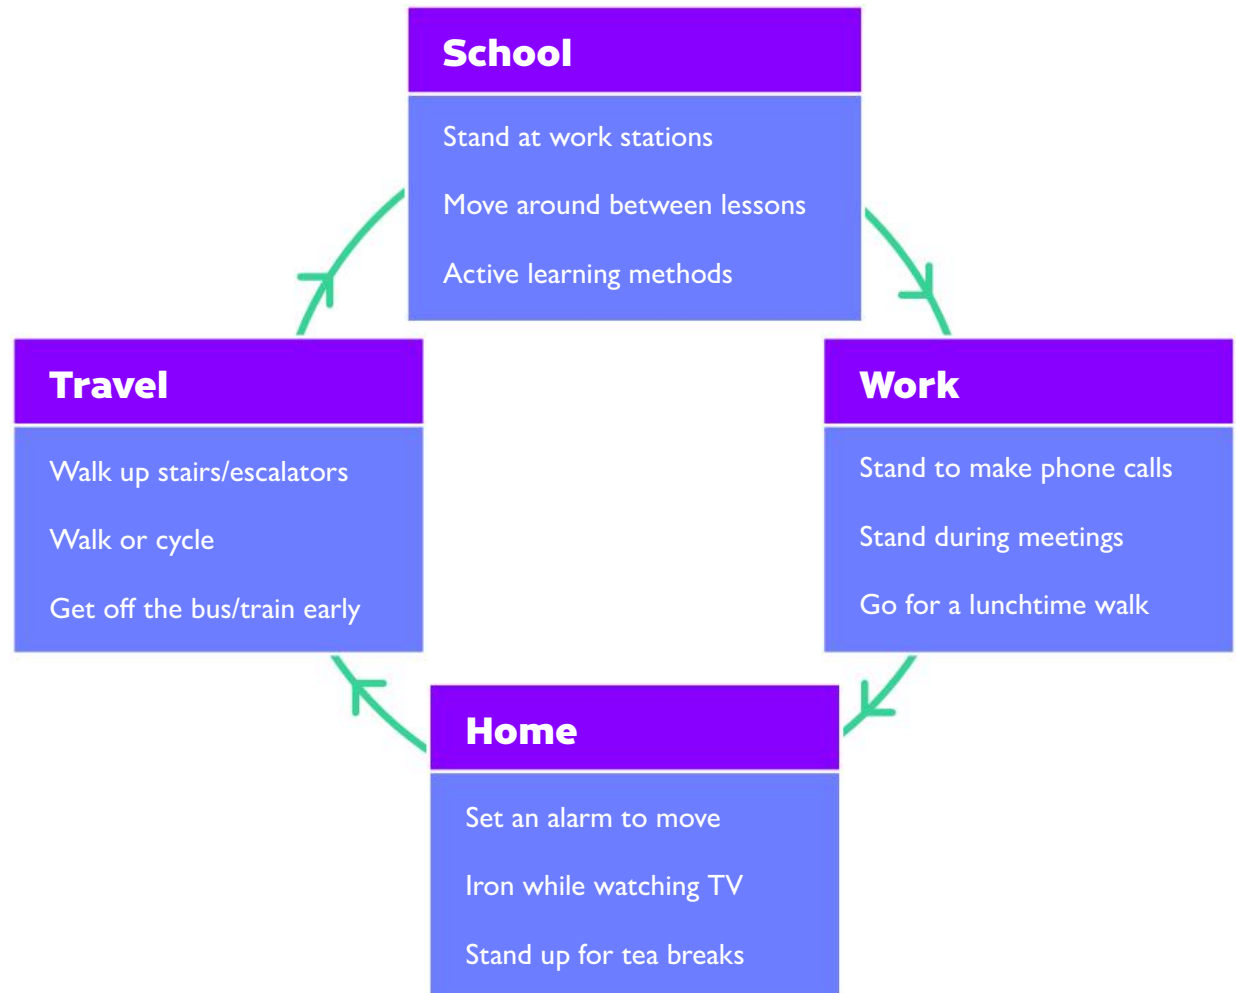 School
Stand at work stations
Move around between lessons
Active learning methods
Travel
Walk up stairs/escalators
Walk or cycle
Get off the bus/train early
Work
Stand to make phone calls
Stand during meetings
Go for a lunchtime walk
Home
Set an alarm to move
Iron while watching TV
Stand up for tea breaks